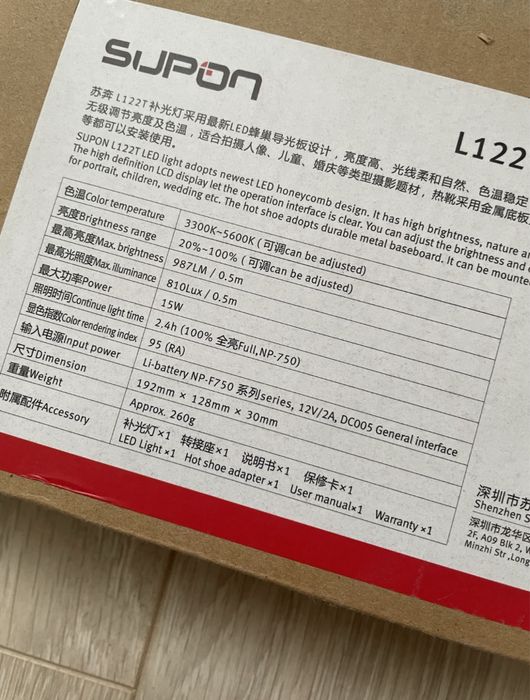 SUPON
L122
苏奔 L122T补光灯采用最新LED蜂巢导光板设计，亮度高、光线柔和自然、色温稳定
无级调节亮度及色温，适合拍摄人像、儿童、婚庆等类型摄影题材，热靴采用金属底板
等都可以安装使用。
SUPON L122T LED light adopts newest LED honeycomb design. It has high brightness, nature an
The high definition LCD display let the operation interface is clear. You can adjust the brightness and
for portrait, children, wedding etc. The hot shoe adopts durable metal baseboard. It can be mounte
色温Color temperature 3300K~5600K ( 可调can be adjusted)
亮度Brightness range 20%~100% ( 可调can be adjusted)
最高亮度Max. brightness 987LM / 0.5m
最高光照度Max. illuminance 810Lux / 0.5m
最大功率Power 15W
照明时间Continue light time 2.4h (100% 全亮Full,NP-750)
显色指数Color rendering index 95 (RA)
输入电源Input power Li-battery NP-F750 系列series, 12V/2A, DC005 General interface
尺寸Dimension 192mm × 128mm × 30mm
重量Weight Approx. 260g
附属配件Accessory 补光灯×1 转接座×1 说明书×1 保修卡×1
LED Light ×1 Hot shoe adapter×1 User manual×1 Warranty ×1
深圳市苏
Shenzhen S
深圳市龙华区
2F, A09 Blk 2, W
Minzhi Str ,Long